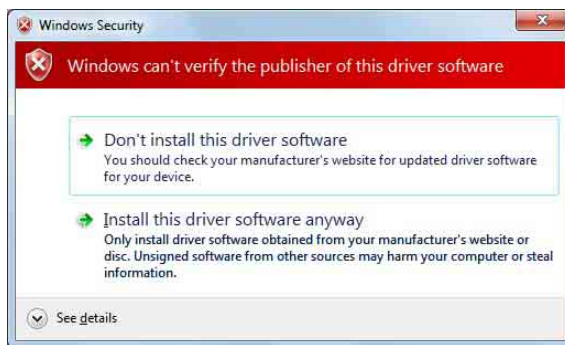 Windows Security
Windows can't verify the publisher of this driver software
Don't install this driver software
You should check your manufacturer's website for updated driver software
for your device.
Install this driver software anyway
Only install driver software obtained from your manufacturer's website or
disc. Unsigned software from other sources may harm your computer or steal
information.
See details